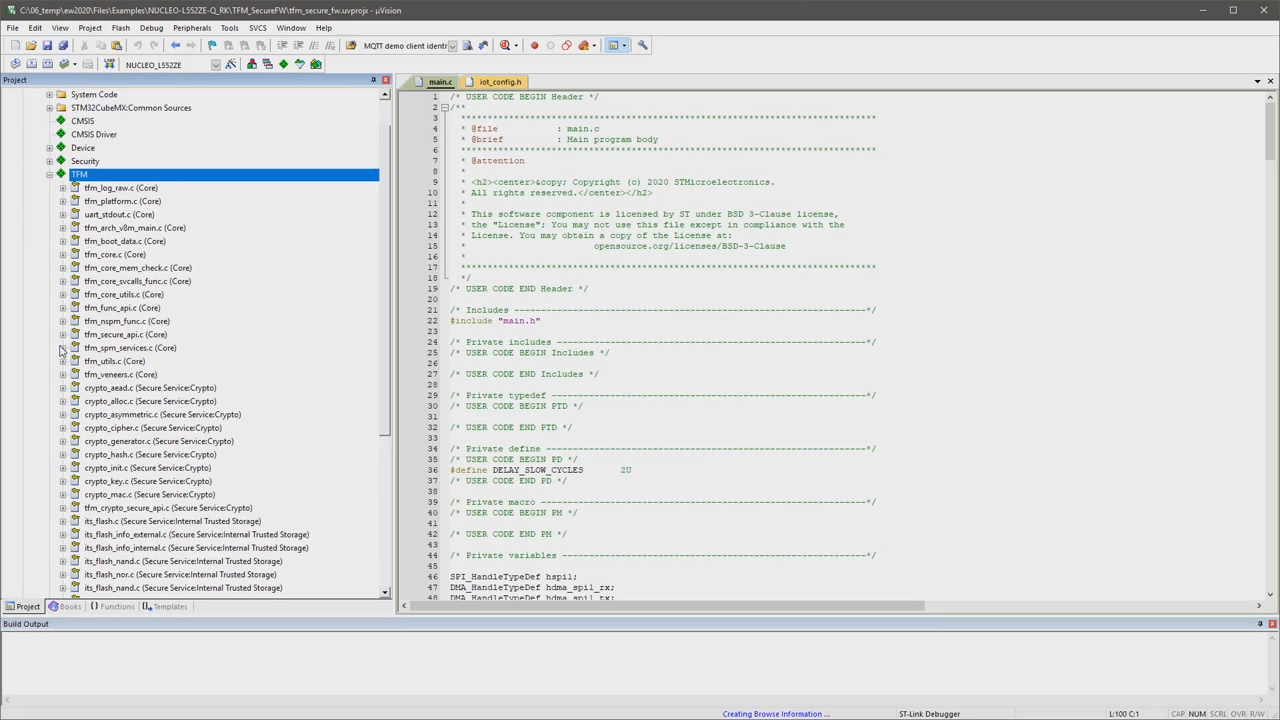 C:\06_temp\ew2020\Files\Examples\NUCLEO-L552ZE-Q_RK\TFM_SecureFW\tfm_secure_fw.uvprojx - µVision
File Edit View Project Flash Debug Peripherals Tools SVCS Window Help
MQTT demo client identi
NUCLEO_L552ZE
Project
System Code
STM32CubeMX:Common Sources
CMSIS
CMSIS Driver
Device
Security
TFM
tfm_log_raw.c (Core)
tfm_platform.c (Core)
uart_stdout.c (Core)
tfm_arch_v8m_main.c (Core)
tfm_boot_data.c (Core)
tfm_core.c (Core)
tfm_core_mem_check.c (Core)
tfm_core_svcalls_func.c (Core)
tfm_core_utils.c (Core)
tfm_func_api.c (Core)
tfm_nspm_func.c (Core)
tfm_secure_api.c (Core)
tfm_spm_services.c (Core)
tfm_utils.c (Core)
tfm_veneers.c (Core)
crypto_aead.c (Secure Service:Crypto)
crypto_alloc.c (Secure Service:Crypto)
crypto_asymmetric.c (Secure Service:Crypto)
crypto_cipher.c (Secure Service:Crypto)
crypto_generator.c (Secure Service:Crypto)
crypto_hash.c (Secure Service:Crypto)
crypto_init.c (Secure Service:Crypto)
crypto_key.c (Secure Service:Crypto)
crypto_mac.c (Secure Service:Crypto)
tfm_crypto_secure_api.c (Secure Service:Crypto)
its_flash.c (Secure Service:Internal Trusted Storage)
its_flash_info_external.c (Secure Service:Internal Trusted Storage)
its_flash_info_internal.c (Secure Service:Internal Trusted Storage)
its_flash_nand.c (Secure Service:Internal Trusted Storage)
its_flash_nor.c (Secure Service:Internal Trusted Storage)
its_flash_nand.c (Secure Service:Internal Trusted Storage)
Project Books Functions Templates
main.c iot_config.h
1 /* USER CODE BEGIN Header */
2 /**
3 ******************************************************************************
4 * @file : main.c
5 * @brief : Main program body
6 ******************************************************************************
7 * @attention
8 *
9 * <h2><center>&copy; Copyright (c) 2020 STMicroelectronics.
10 * All rights reserved.</center></h2>
11 *
12 * This software component is licensed by ST under BSD 3-Clause license,
13 * the "License"; You may not use this file except in compliance with the
14 * License. You may obtain a copy of the License at:
15 * opensource.org/licenses/BSD-3-Clause
16 *
17 ******************************************************************************
18 */
19 /* USER CODE END Header */
20
21 /* Includes ------------------------------------------------------------------*/
22 #include "main.h"
23
24 /* Private includes ----------------------------------------------------------*/
25 /* USER CODE BEGIN Includes */
26
27 /* USER CODE END Includes */
28
29 /* Private typedef -----------------------------------------------------------*/
30 /* USER CODE BEGIN PTD */
31
32 /* USER CODE END PTD */
33
34 /* Private define ------------------------------------------------------------*/
35 /* USER CODE BEGIN PD */
36 #define DELAY_SLOW_CYCLES 2U
37 /* USER CODE END PD */
38
39 /* Private macro -------------------------------------------------------------*/
40 /* USER CODE BEGIN PM */
41
42 /* USER CODE END PM */
43
44 /* Private variables ---------------------------------------------------------*/
45
46 SPI_HandleTypeDef hspi1;
47 DMA_HandleTypeDef hdma_spi1_rx;
48 DMA_HandleTypeDef hdma_spi1_tx;
Build Output
Creating Browse Information ... ST-Link Debugger L:100 C:1 CAP NUM SCRL OVR R/W